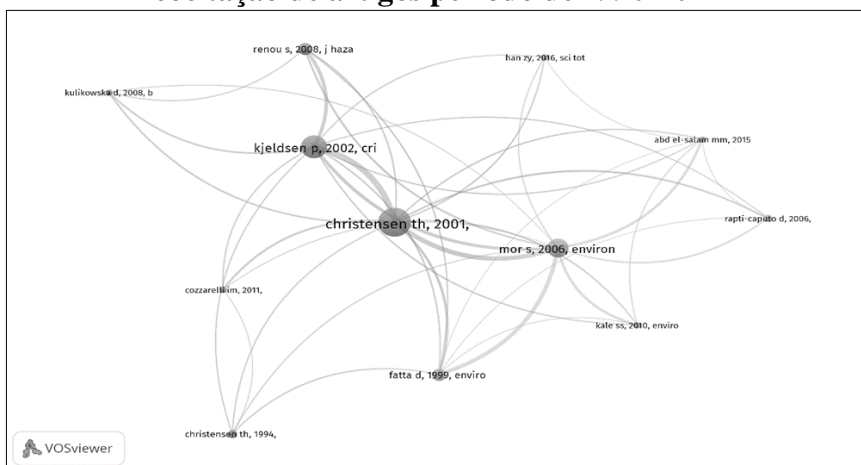 renou s, 2008, j haza
han zy, 2016, sci tot
kulikowska d, 2008, b
kjeldsen p, 2002, cri
abd el-salam mm, 2015
christensen th, 2001,
rapti-caputo d, 2006,
mor s, 2006, environ
cozzarelli im, 2011,
kale ss, 2010, enviro
fatta d, 1999, enviro
christensen th, 1994,
VOSviewer